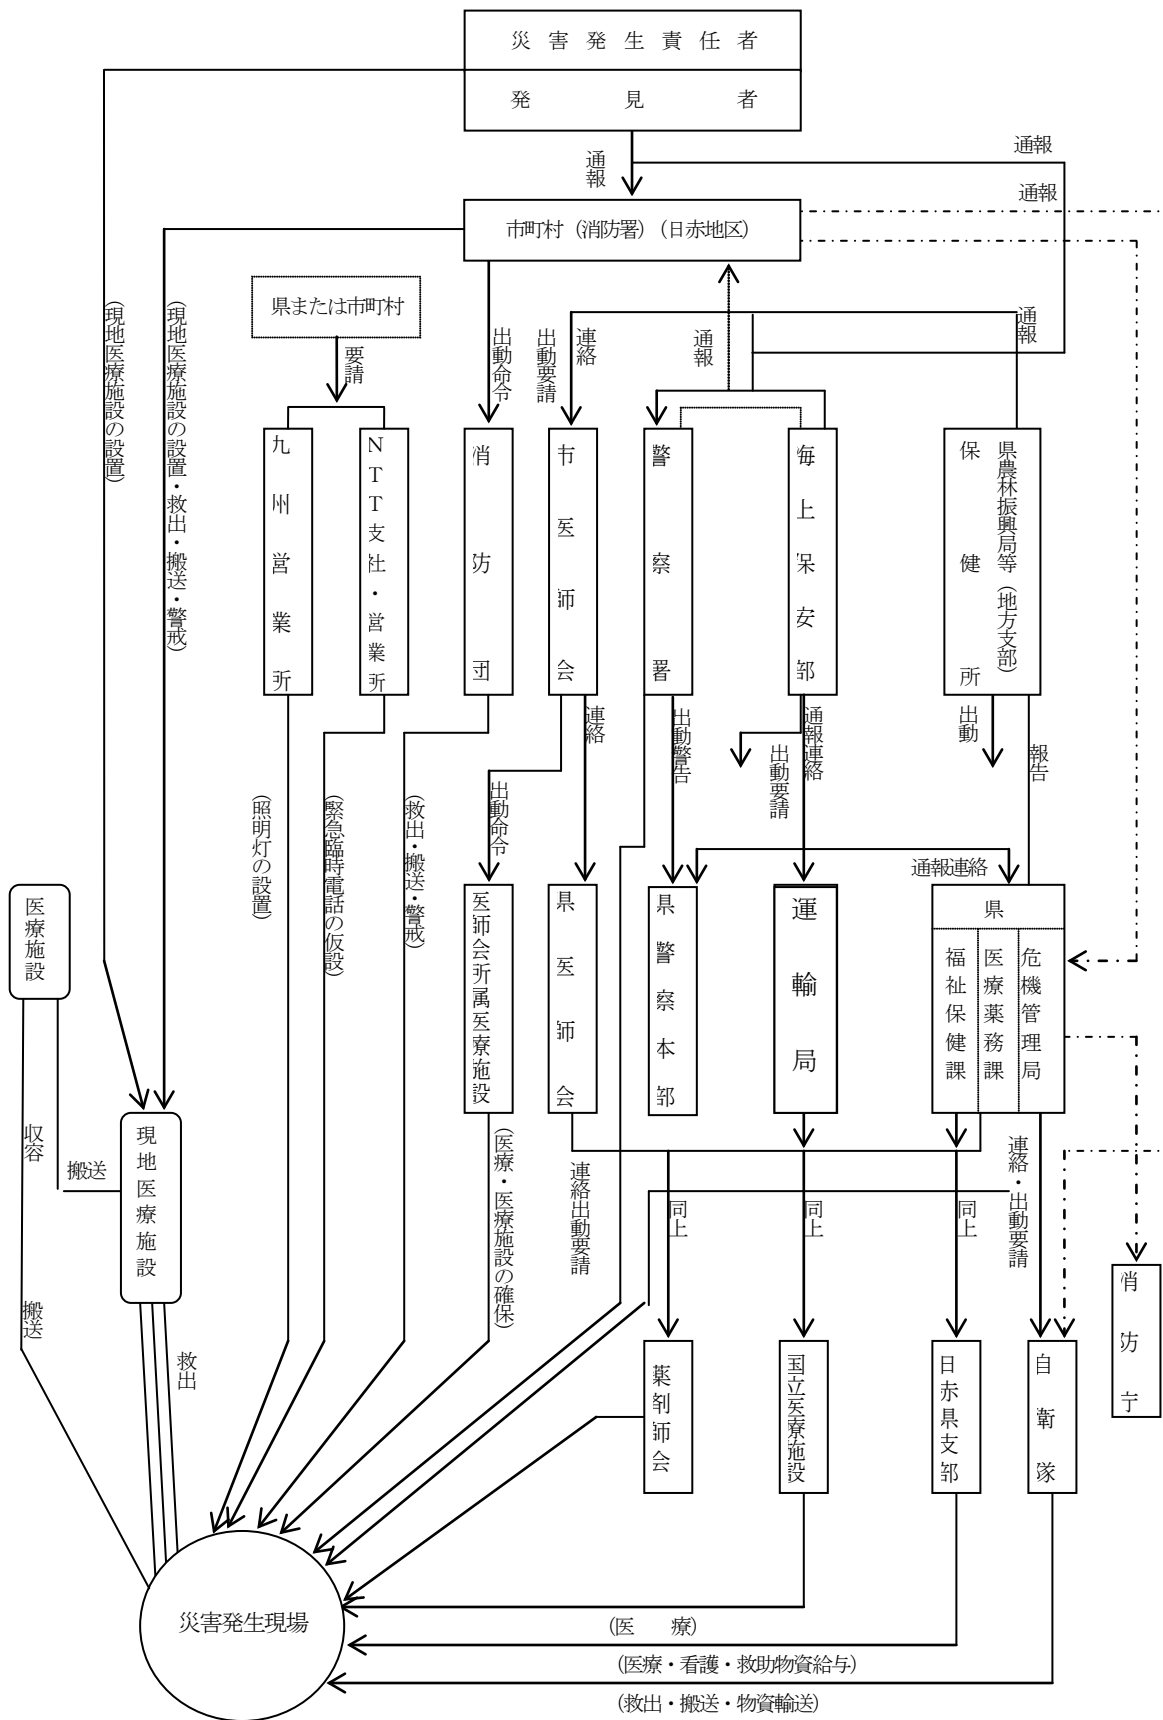 災害発生責任者
発見者
通報
通報
通報
市町村（消防署）（日赤地区）
県または市町村
要請
出動命令
出動要請
連絡
通報
通報
(現地医療施設の設置)
(現地医療施設の設置・救出・搬送・警戒)
九州営業所
NTT支社・営業所
消防団
市医師会
警察署
海上保安部
保健所
県農林振興局等（地方支部）
連絡
出動警告
出動要請
通報連絡
出動
報告
(照明灯の設置)
(緊急臨時電話の仮設)
(救出・搬送・警戒)
出動命令
通報連絡
医療施設
医師会所属医療施設
県医師会
県警察本部
運輸局
県
福祉保健課
医療薬務課
危機管理局
現地医療施設
収容
搬送
搬送
救出
(医療・医療施設の確保)
連絡出動要請
同上
同上
同上
連絡・出動要請
消防庁
薬剤師会
国立医療施設
日赤県支部
自衛隊
災害発生現場
(医　療)
(医療・看護・救助物資給与)
(救出・搬送・物資輸送)